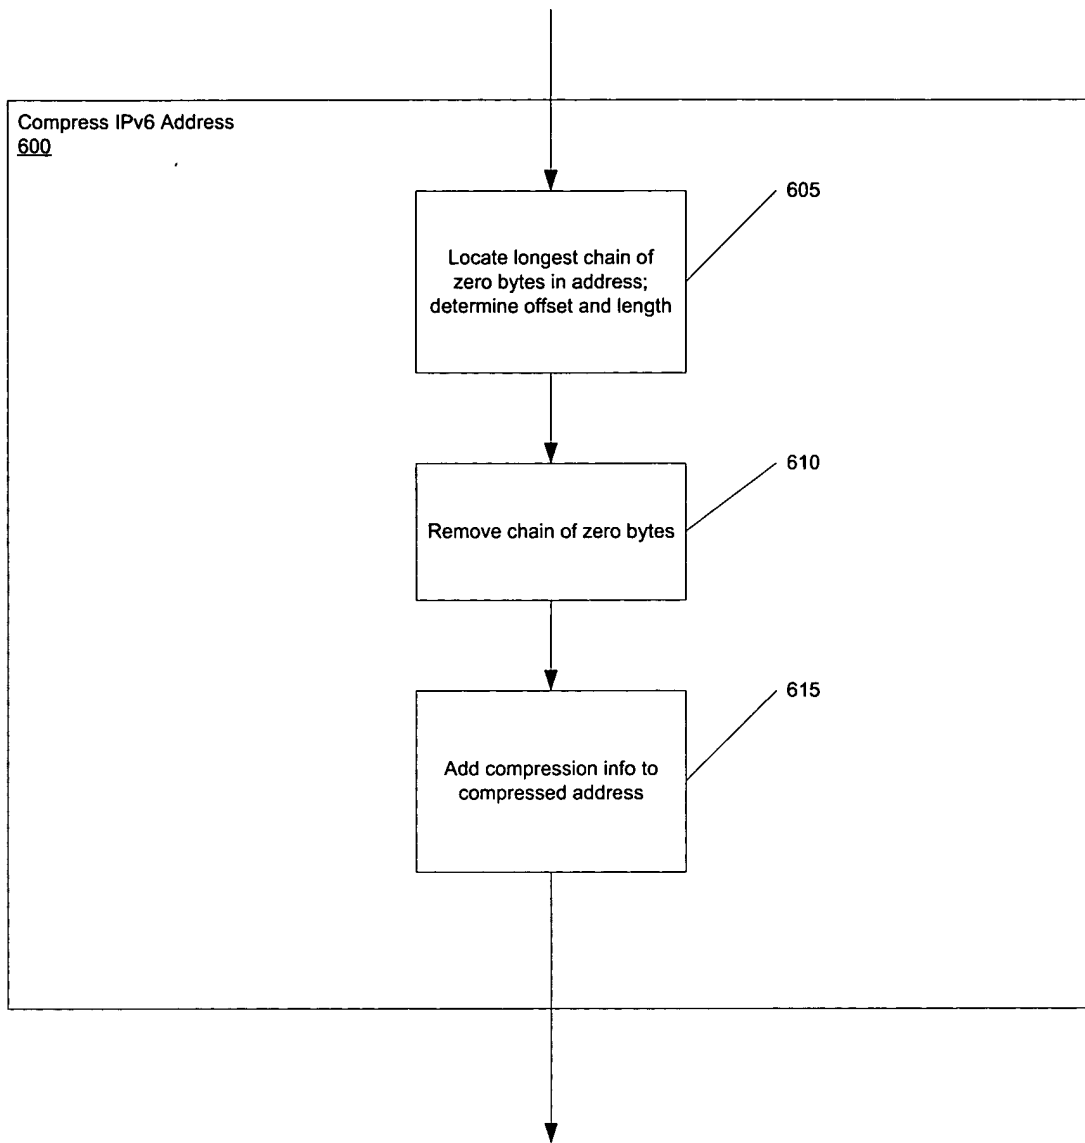 Compress IPv6 Address
600
605
Locate longest chain of
zero bytes in address;
determine offset and length
610
Remove chain of zero bytes
615
Add compression info to
compressed address